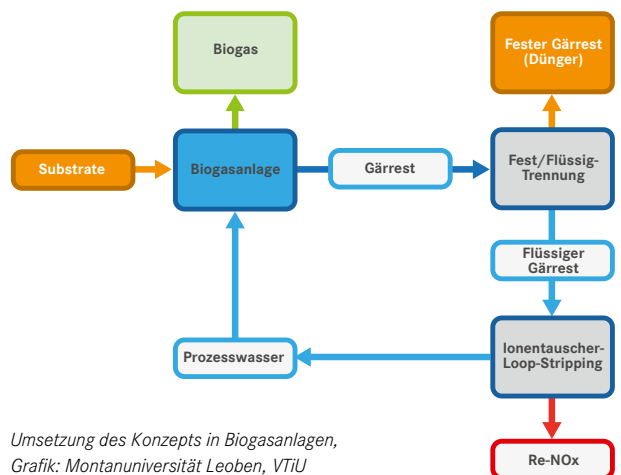 Biogas
Fester Gärrest
(Dünger)
Substrate
Biogasanlage
Gärrest
Fest/Flüssig-
Trennung
Flüssiger
Gärrest
Prozesswasser
Ionentauscher-
Loop-Stripping
Umsetzung des Konzepts in Biogasanlagen,
Grafik: Montanuniversität Leoben, VTiU
Re-NOx